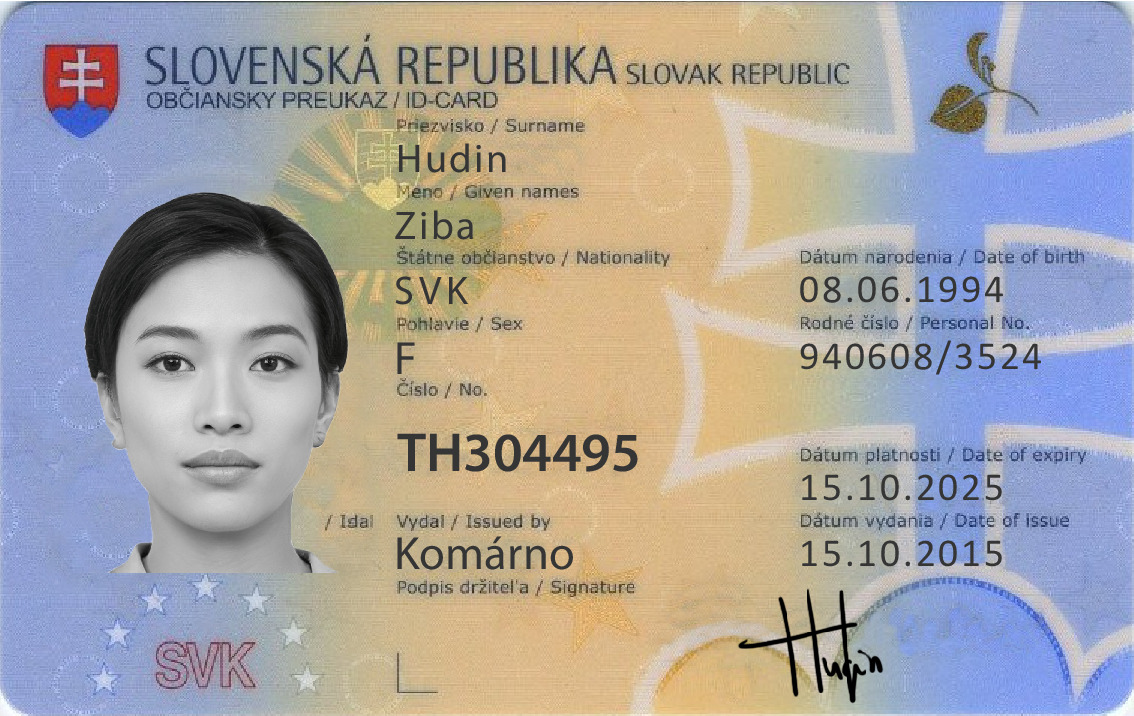 SLOVENSKÁ REPUBLIKA SLOVAK REPUBLIC
OBČIANSKY PREUKAZ / ID-CARD
Priezvisko / Surname
Hudin
Meno / Given names
Ziba
Štátne občianstvo / Nationality
SVK
Dátum narodenia / Date of birth
08.06.1994
Pohlavie / Sex
F
Rodné číslo / Personal No.
940608/3524
Číslo / No.
TH304495
Dátum platnosti / Date of expiry
15.10.2025
Vydal / Issued by
Komárno
Dátum vydania / Date of issue
15.10.2015
Podpis držiteľa / Signature
Hudin
SVK